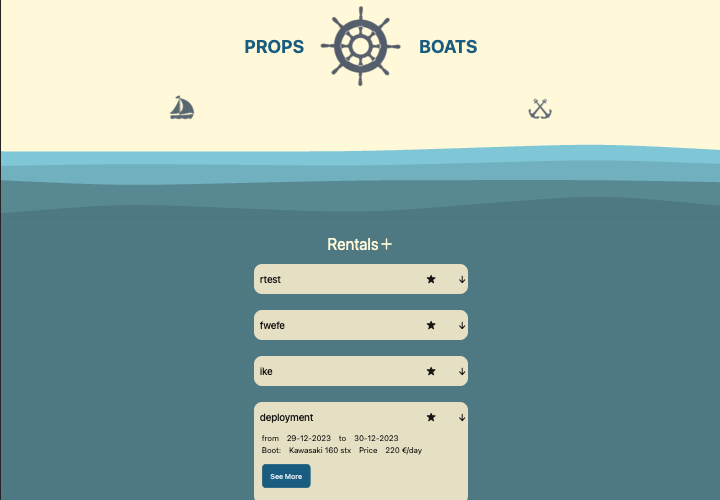 PROPS BOATS
Rentals+
rtest
fwefe
ike
deployment
from 29-12-2023 to 30-12-2023
Boot: Kawasaki 160 stx Price 220 €/day
See More